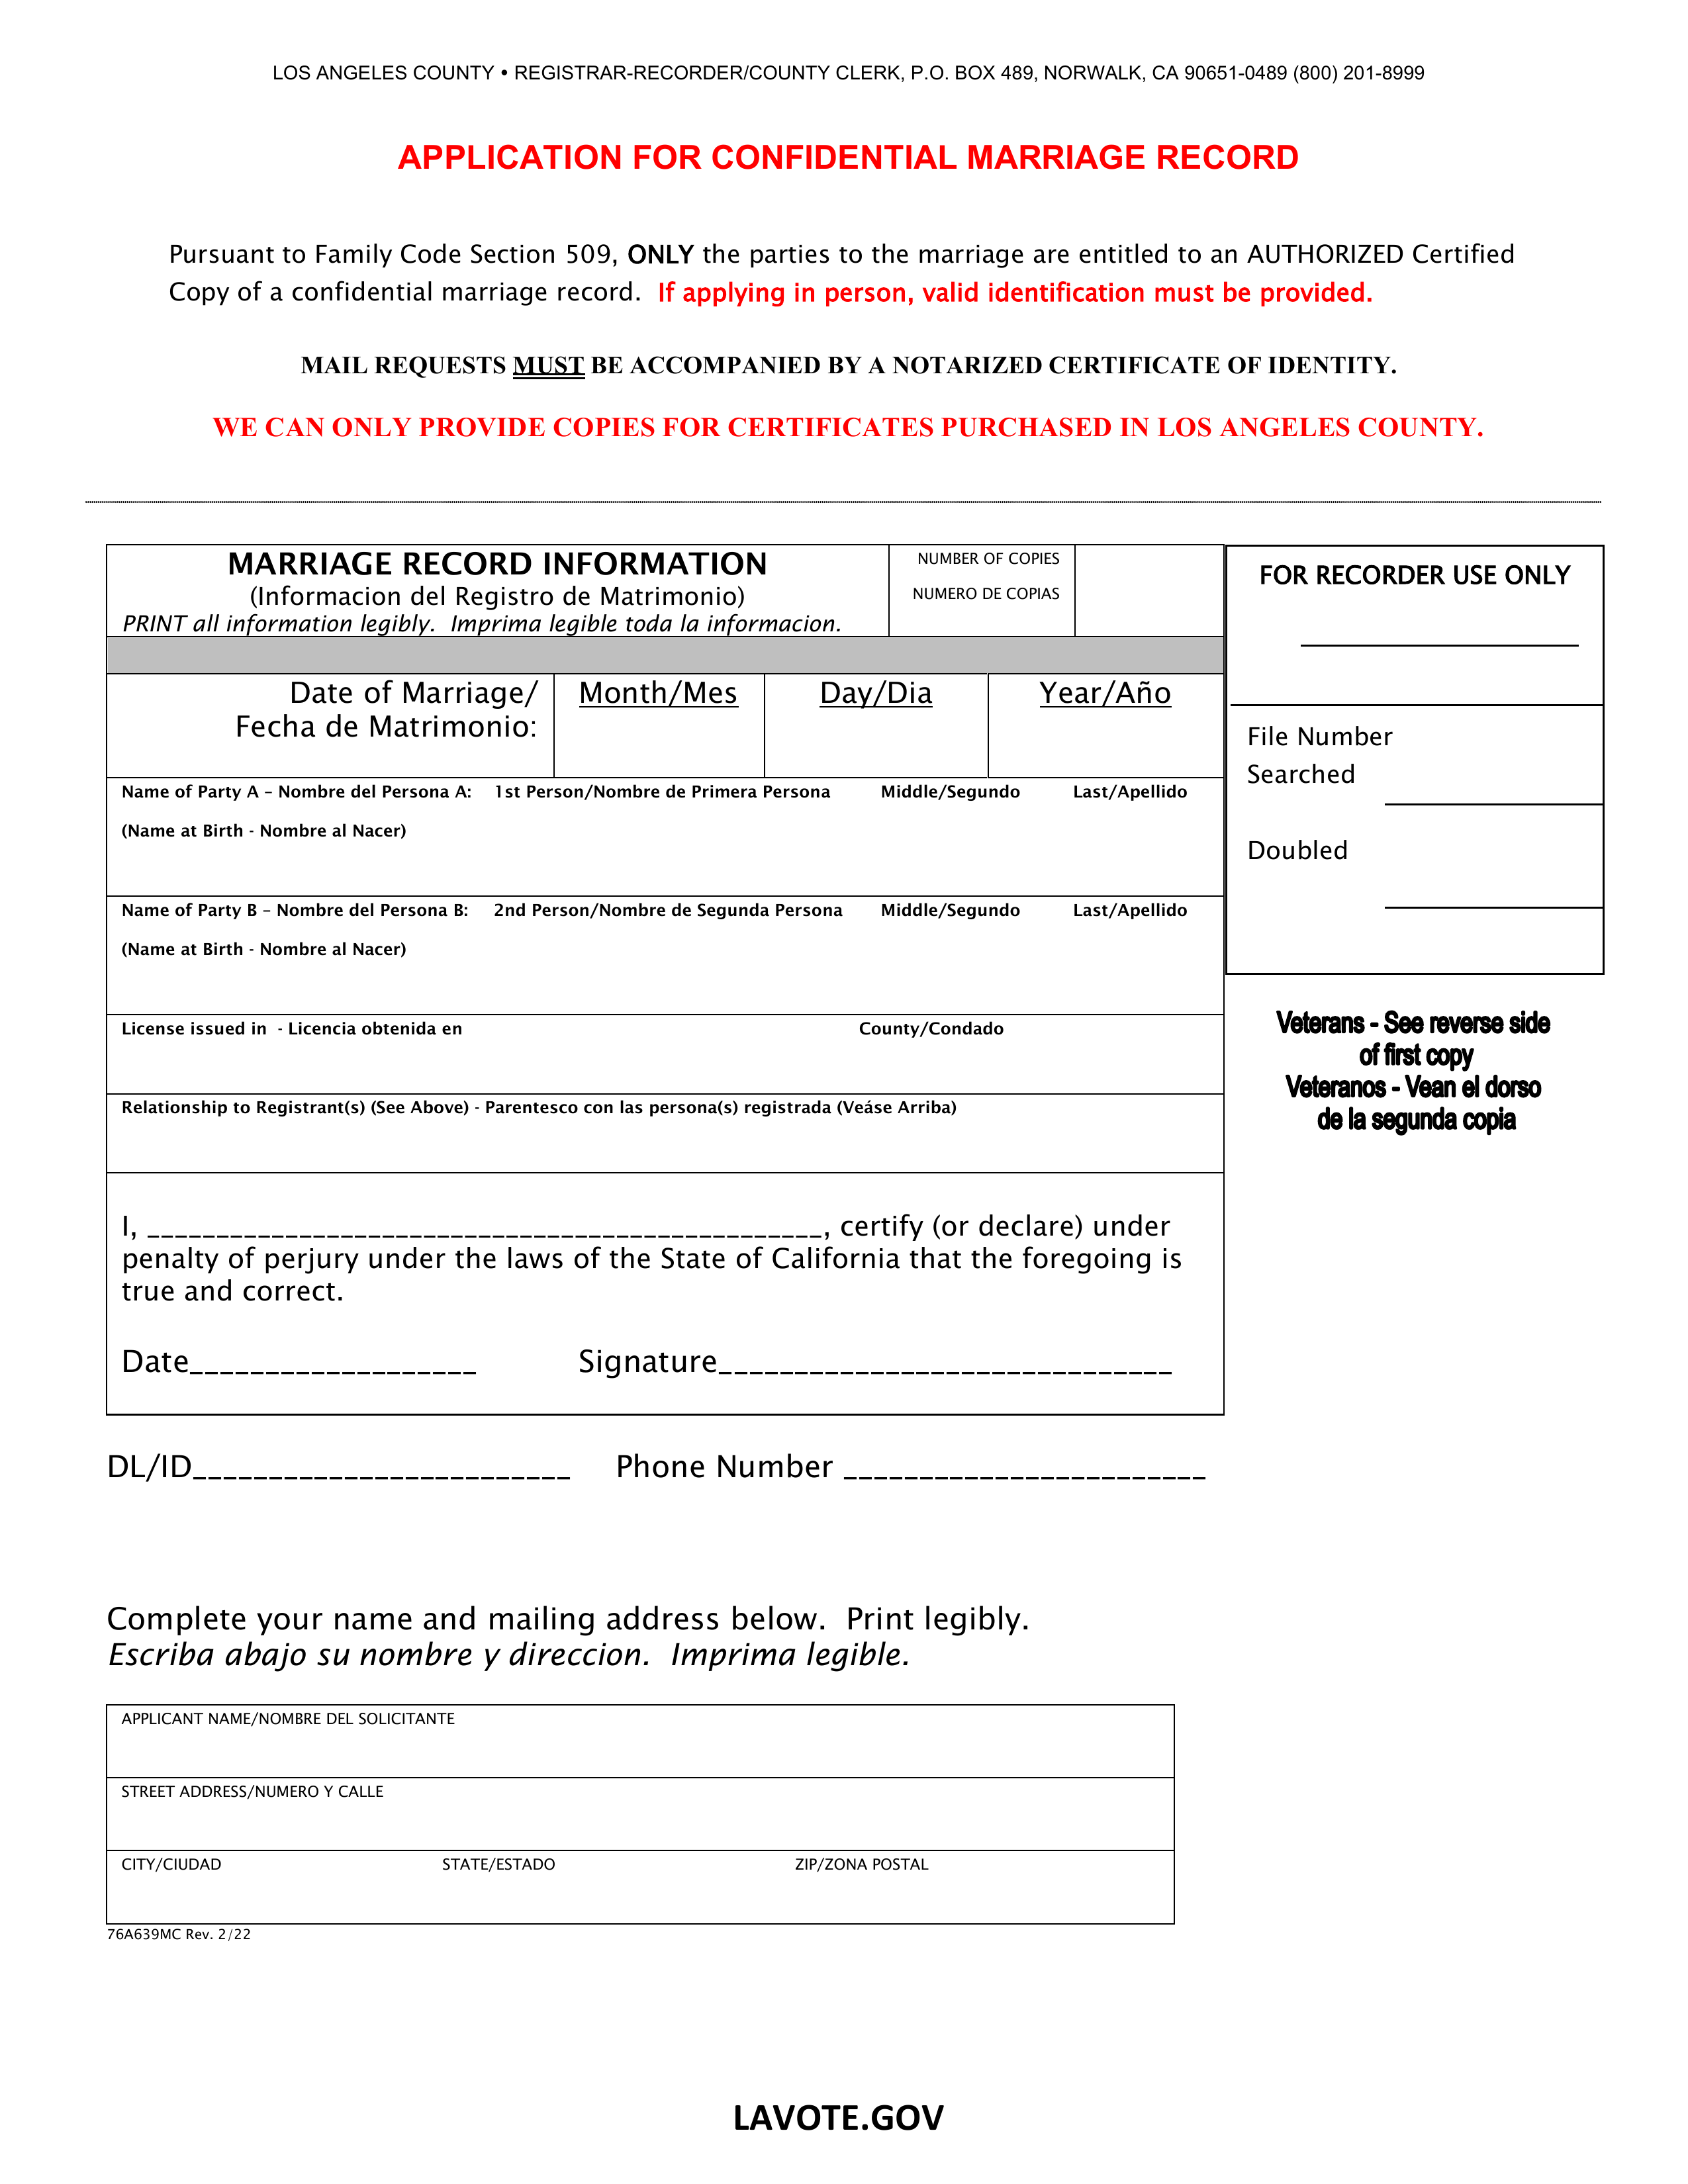 LOS ANGELES COUNTY • REGISTRAR-RECORDER/COUNTY CLERK, P.O. BOX 489, NORWALK, CA 90651-0489 (800) 201-8999
APPLICATION FOR CONFIDENTIAL MARRIAGE RECORD
Pursuant to Family Code Section 509, ONLY the parties to the marriage are entitled to an AUTHORIZED Certified
Copy of a confidential marriage record. If applying in person, valid identification must be provided.
MAIL REQUESTS MUST BE ACCOMPANIED BY A NOTARIZED CERTIFICATE OF IDENTITY.
WE CAN ONLY PROVIDE COPIES FOR CERTIFICATES PURCHASED IN LOS ANGELES COUNTY.
MARRIAGE RECORD INFORMATION
(Informacion del Registro de Matrimonio)
PRINT all information legibly. Imprima legible toda la informacion.
NUMBER OF COPIES
NUMERO DE COPIAS
Date of Marriage/
Fecha de Matrimonio:
Month/Mes
Day/Dia
Year/Año
Name of Party A – Nombre del Persona A: 1st Person/Nombre de Primera Persona Middle/Segundo Last/Apellido
(Name at Birth - Nombre al Nacer)
Name of Party B – Nombre del Persona B: 2nd Person/Nombre de Segunda Persona Middle/Segundo Last/Apellido
(Name at Birth - Nombre al Nacer)
License issued in - Licencia obtenida en County/Condado
Relationship to Registrant(s) (See Above) - Parentesco con las persona(s) registrada (Veáse Arriba)
I, ________________________________________________, certify (or declare) under
penalty of perjury under the laws of the State of California that the foregoing is
true and correct.
Date___________________ Signature______________________________
FOR RECORDER USE ONLY
File Number
Searched
Doubled
Veterans - See reverse side
of first copy
Veteranos - Vean el dorso
de la segunda copia
DL/ID_________________________ Phone Number ________________________
Complete your name and mailing address below. Print legibly.
Escriba abajo su nombre y direccion. Imprima legible.
APPLICANT NAME/NOMBRE DEL SOLICITANTE
STREET ADDRESS/NUMERO Y CALLE
CITY/CIUDAD STATE/ESTADO ZIP/ZONA POSTAL
76A639MC Rev. 2/22
LAVOTE.GOV